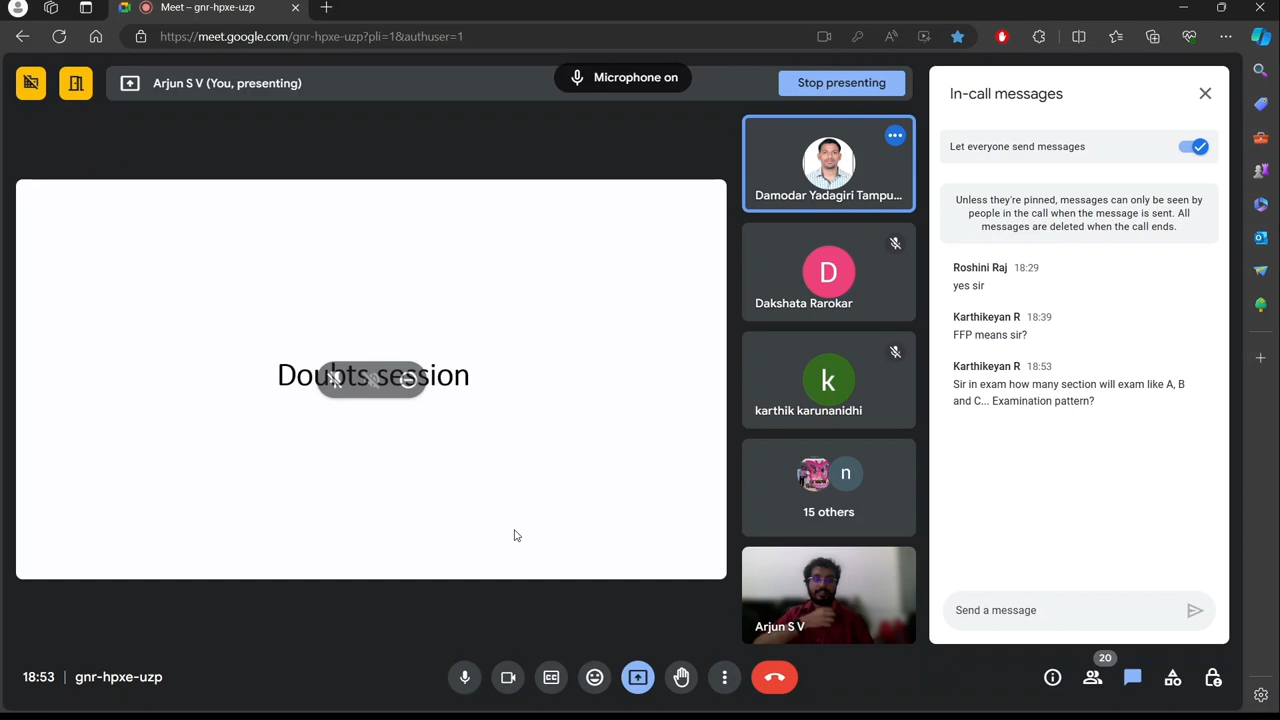 Meet – gnr-hpxe-uzp
https://meet.google.com/gnr-hpxe-uzp?pli=1&authuser=1
Arjun S V (You, presenting)
Microphone on
Stop presenting
Doubts session
Damodar Yadagiri Tampu...
D
Dakshata Rarokar
k
karthik karunanidhi
n
15 others
Arjun S V
In-call messages
Let everyone send messages
Unless they're pinned, messages can only be seen by
people in the call when the message is sent. All
messages are deleted when the call ends.
Roshini Raj 18:29
yes sir
Karthikeyan R 18:39
FFP means sir?
Karthikeyan R 18:53
Sir in exam how many section will exam like A, B
and C... Examination pattern?
Send a message
18:53 | gnr-hpxe-uzp
20